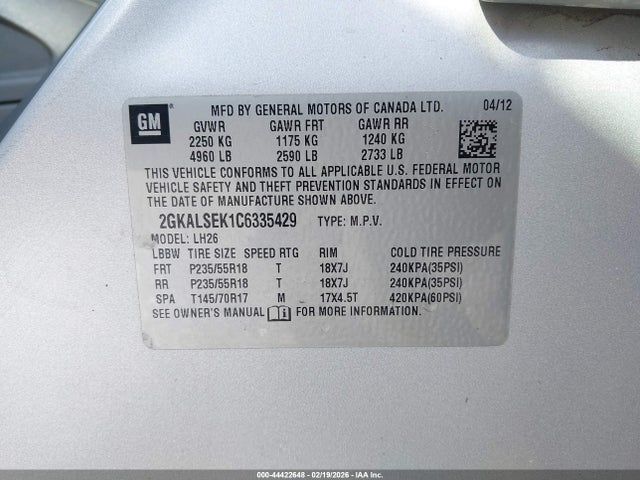 GM ® MFD BY GENERAL MOTORS OF CANADA LTD. 04/12
GVWR GAWR FRT GAWR RR
2250 KG 1175 KG 1240 KG
4960 LB 2590 LB 2733 LB
THIS VEHICLE CONFORMS TO ALL APPLICABLE U.S. FEDERAL MOTOR
VEHICLE SAFETY AND THEFT PREVENTION STANDARDS IN EFFECT ON
THE DATE OF MANUFACTURE SHOWN ABOVE.
2GKALSEK1C6335429 TYPE: M.P.V.
MODEL: LH26
LBBW TIRE SIZE SPEED RTG RIM COLD TIRE PRESSURE
FRT P235/55R18 T 18X7J 240KPA(35PSI)
RR P235/55R18 T 18X7J 240KPA(35PSI)
SPA T145/70R17 M 17X4.5T 420KPA(60PSI)
SEE OWNER'S MANUAL FOR MORE INFORMATION
000-44422648 - 02/19/2026 - IAAI.COM